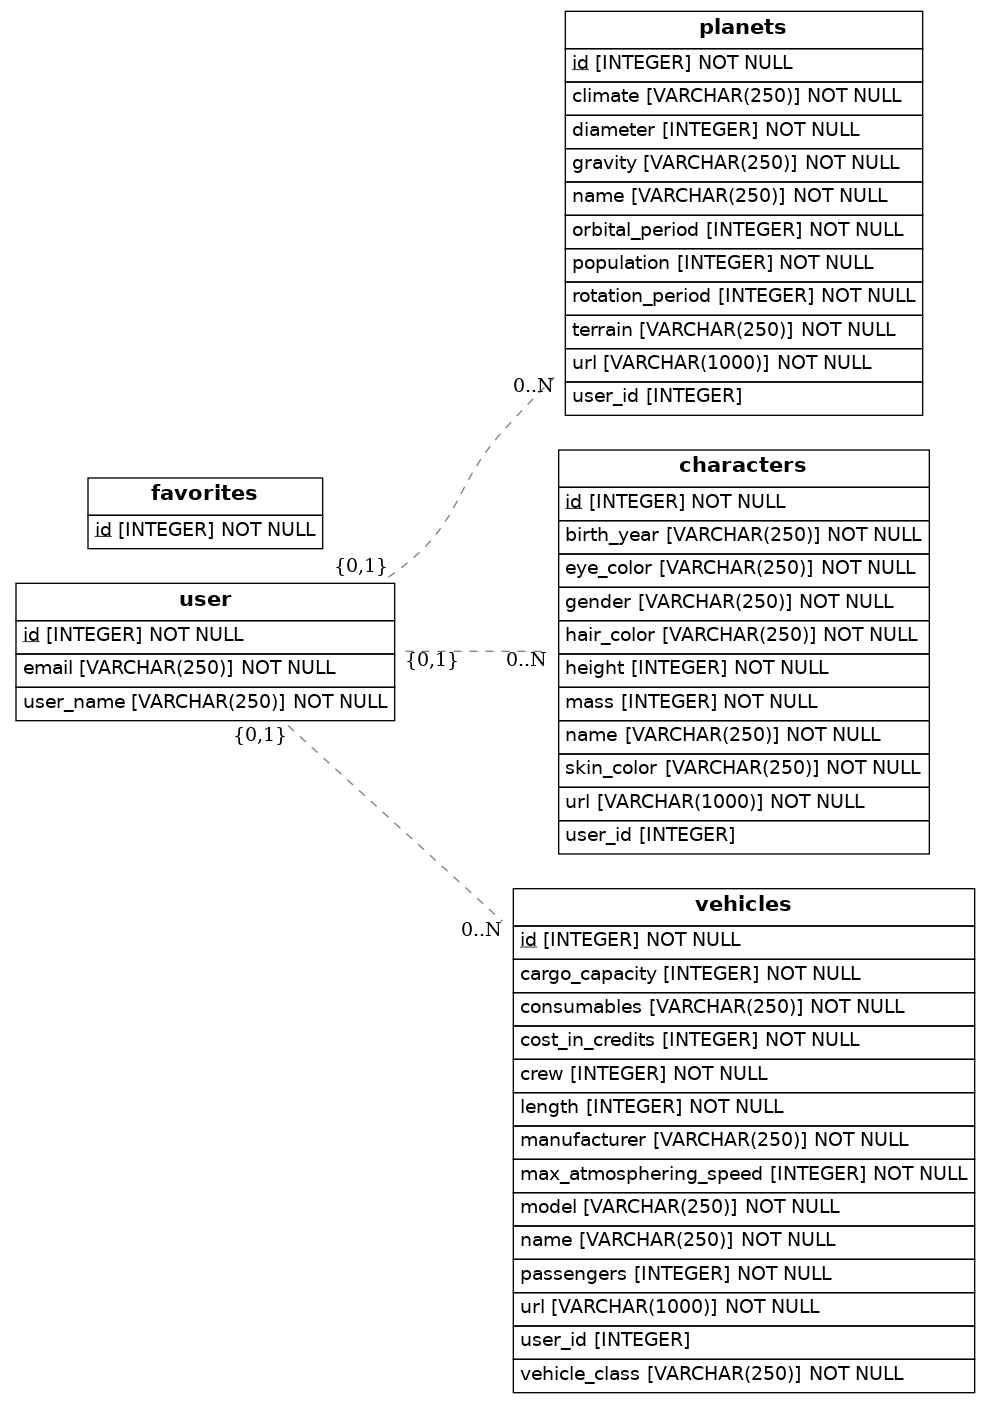 planets
id [INTEGER] NOT NULL
climate [VARCHAR(250)] NOT NULL
diameter [INTEGER] NOT NULL
gravity [VARCHAR(250)] NOT NULL
name [VARCHAR(250)] NOT NULL
orbital_period [INTEGER] NOT NULL
population [INTEGER] NOT NULL
rotation_period [INTEGER] NOT NULL
terrain [VARCHAR(250)] NOT NULL
url [VARCHAR(1000)] NOT NULL
user_id [INTEGER]
0..N
favorites
id [INTEGER] NOT NULL
{0,1}
user
id [INTEGER] NOT NULL
email [VARCHAR(250)] NOT NULL
user_name [VARCHAR(250)] NOT NULL
{0,1}
0..N
{0,1}
0..N
characters
id [INTEGER] NOT NULL
birth_year [VARCHAR(250)] NOT NULL
eye_color [VARCHAR(250)] NOT NULL
gender [VARCHAR(250)] NOT NULL
hair_color [VARCHAR(250)] NOT NULL
height [INTEGER] NOT NULL
mass [INTEGER] NOT NULL
name [VARCHAR(250)] NOT NULL
skin_color [VARCHAR(250)] NOT NULL
url [VARCHAR(1000)] NOT NULL
user_id [INTEGER]
vehicles
id [INTEGER] NOT NULL
cargo_capacity [INTEGER] NOT NULL
consumables [VARCHAR(250)] NOT NULL
cost_in_credits [INTEGER] NOT NULL
crew [INTEGER] NOT NULL
length [INTEGER] NOT NULL
manufacturer [VARCHAR(250)] NOT NULL
max_atmosphering_speed [INTEGER] NOT NULL
model [VARCHAR(250)] NOT NULL
name [VARCHAR(250)] NOT NULL
passengers [INTEGER] NOT NULL
url [VARCHAR(1000)] NOT NULL
user_id [INTEGER]
vehicle_class [VARCHAR(250)] NOT NULL